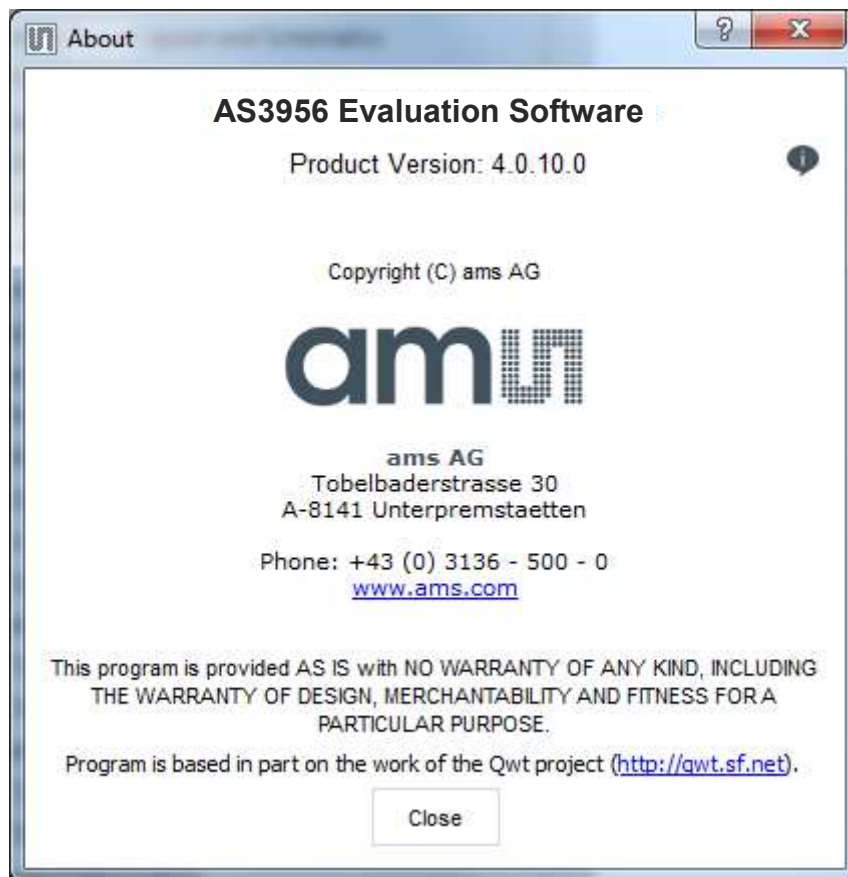 About
AS3956 Evaluation Software
Product Version: 4.0.10.0
Copyright (C) ams AG
am
ams AG
Tobelbaderstrasse 30
A-8141 Unterpremstaetten
Phone: +43 (0) 3136 - 500 - 0
www.ams.com
This program is provided AS IS with NO WARRANTY OF ANY KIND, INCLUDING
THE WARRANTY OF DESIGN, MERCHANTABILITY AND FITNESS FOR A
PARTICULAR PURPOSE.
Program is based in part on the work of the Qwt project (http://qwt.sf.net).
Close